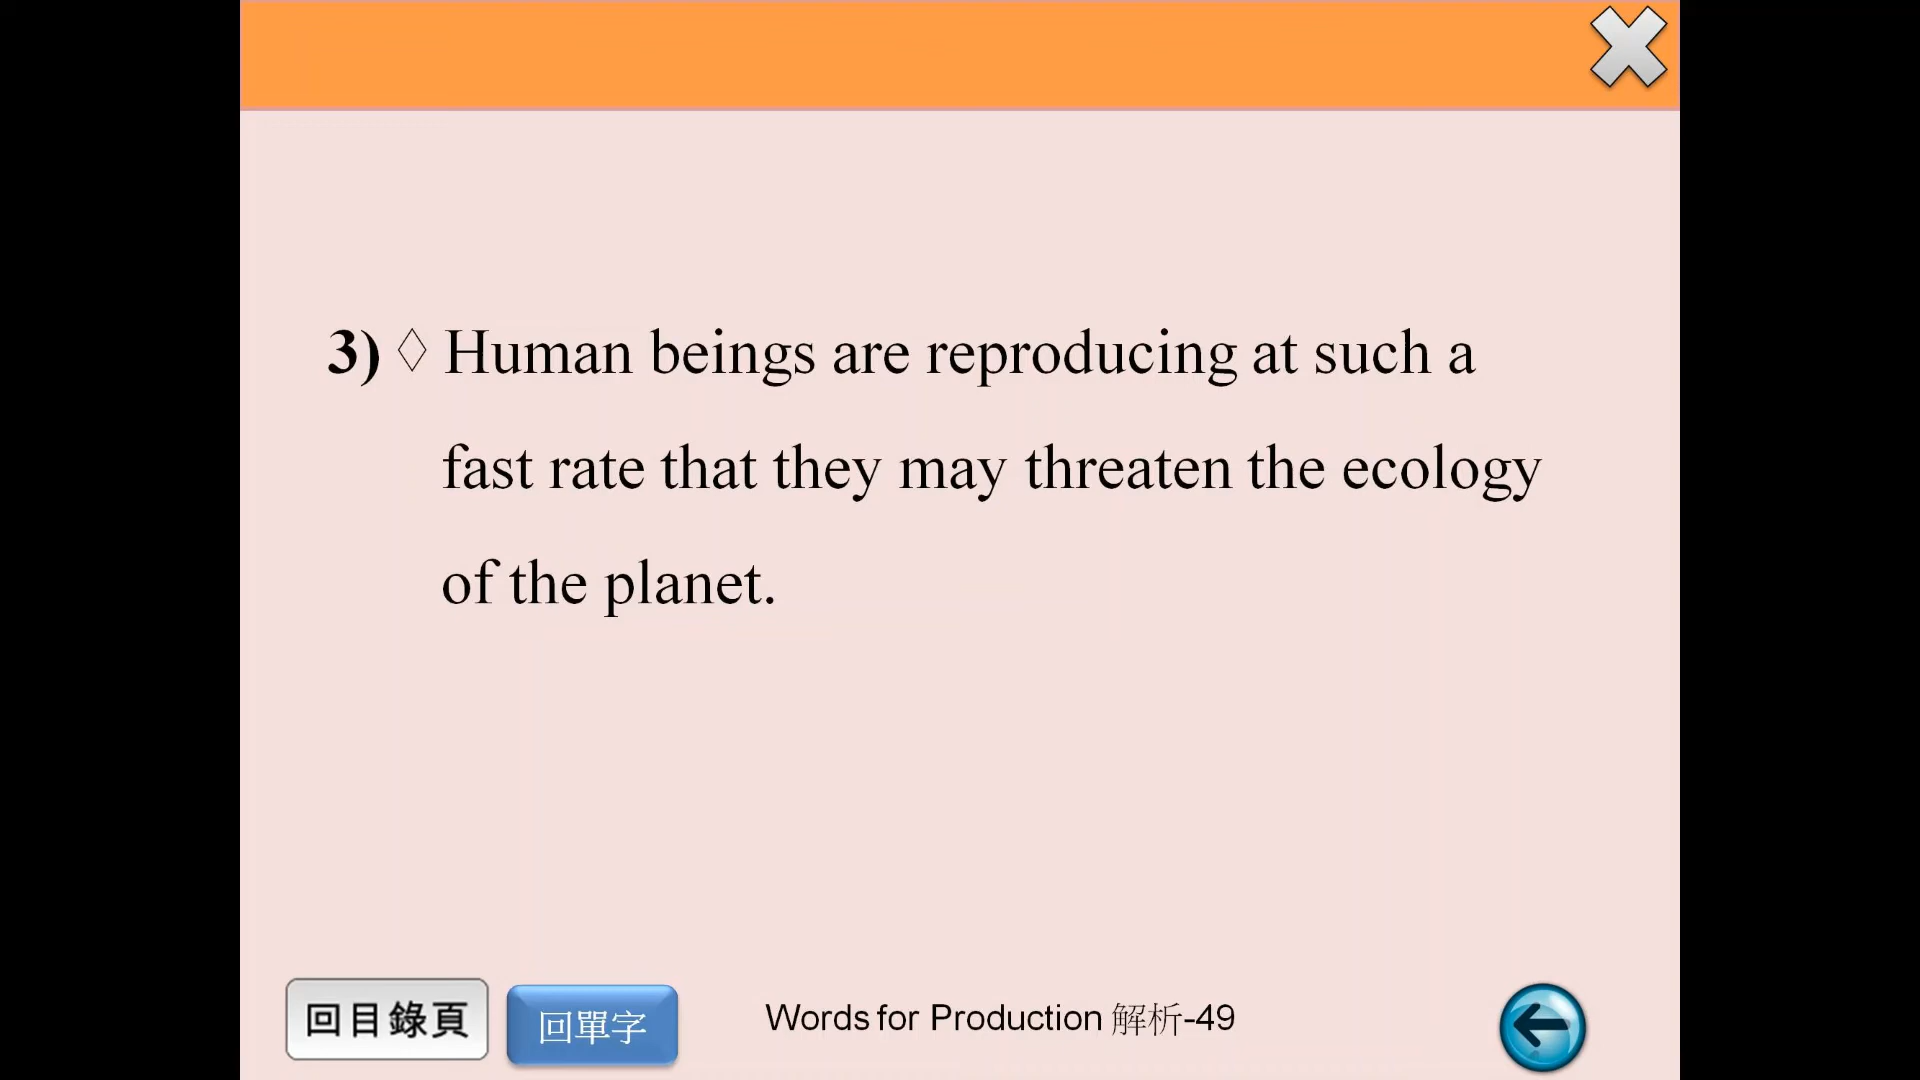 3) ◊ Human beings are reproducing at such a
fast rate that they may threaten the ecology
of the planet.
回目錄頁
回單字
Words for Production 解析-49